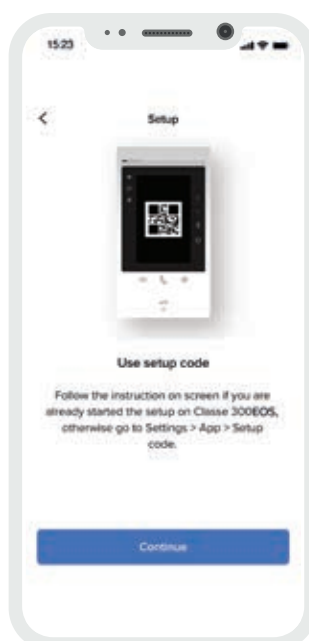 15:23
Setup
Use setup code
Follow the instruction on screen if you are
already started the setup on Classe 300EOS,
otherwise go to Settings > App > Setup
code.
Continue